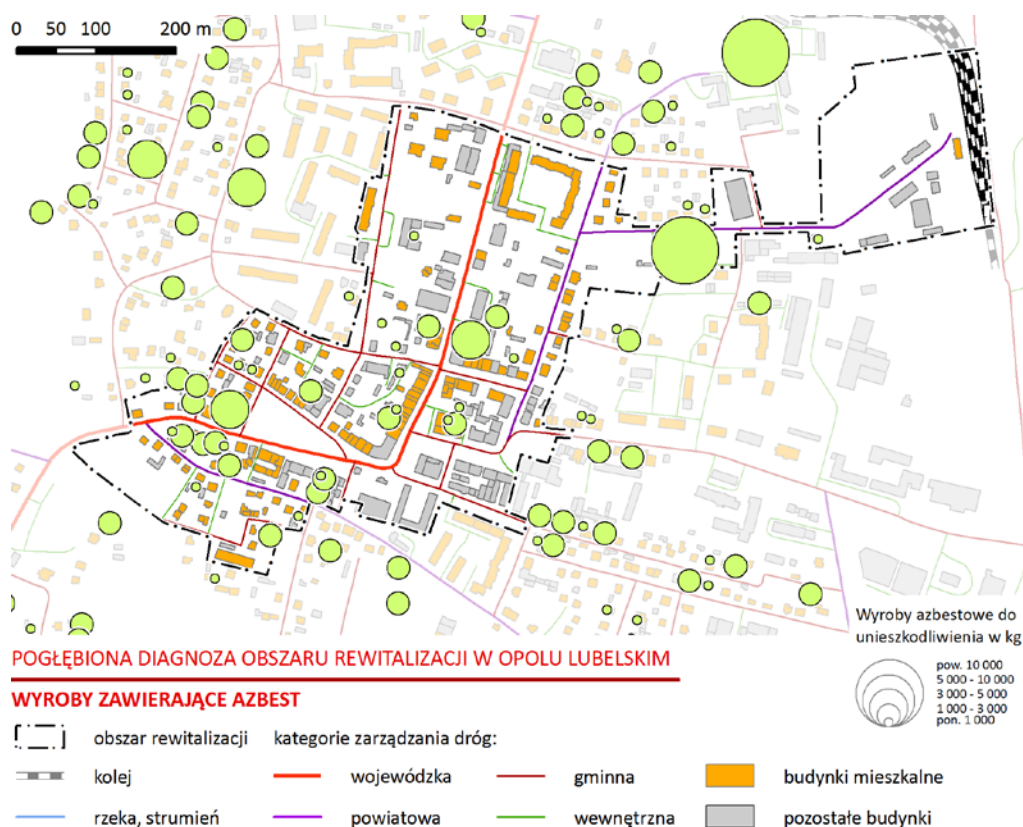 0 50 100 200 m
Wyroby azbestowe do
unieszkodliwienia w kg
pow. 10 000
5 000 - 10 000
3 000 - 5 000
1 000 - 3 000
pon. 1 000
POGŁĘBIONA DIAGNOZA OBSZARU REWITALIZACJI W OPOLU LUBELSKIM
WYROBY ZAWIERAJĄCE AZBEST
obszar rewitalizacji kategorie zarządzania dróg:
kolej wojewódzka gminna budynki mieszkalne
rzeka, strumień powiatowa wewnętrzna pozostałe budynki